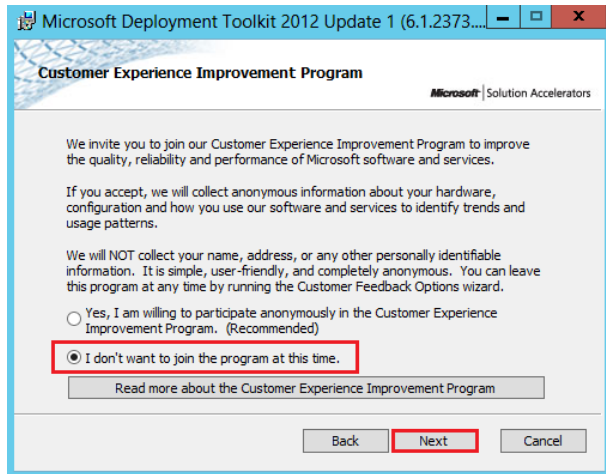 Microsoft Deployment Toolkit 2012 Update 1 (6.1.2373....
Customer Experience Improvement Program
Microsoft | Solution Accelerators
We invite you to join our Customer Experience Improvement Program to improve
the quality, reliability and performance of Microsoft software and services.
If you accept, we will collect anonymous information about your hardware,
configuration and how you use our software and services to identify trends and
usage patterns.
We will NOT collect your name, address, or any other personally identifiable
information.  It is simple, user-friendly, and completely anonymous.  You can leave
this program at any time by running the Customer Feedback Options wizard.
Yes, I am willing to participate anonymously in the Customer Experience
Improvement Program.  (Recommended)
I don't want to join the program at this time.
Read more about the Customer Experience Improvement Program
Back Next Cancel